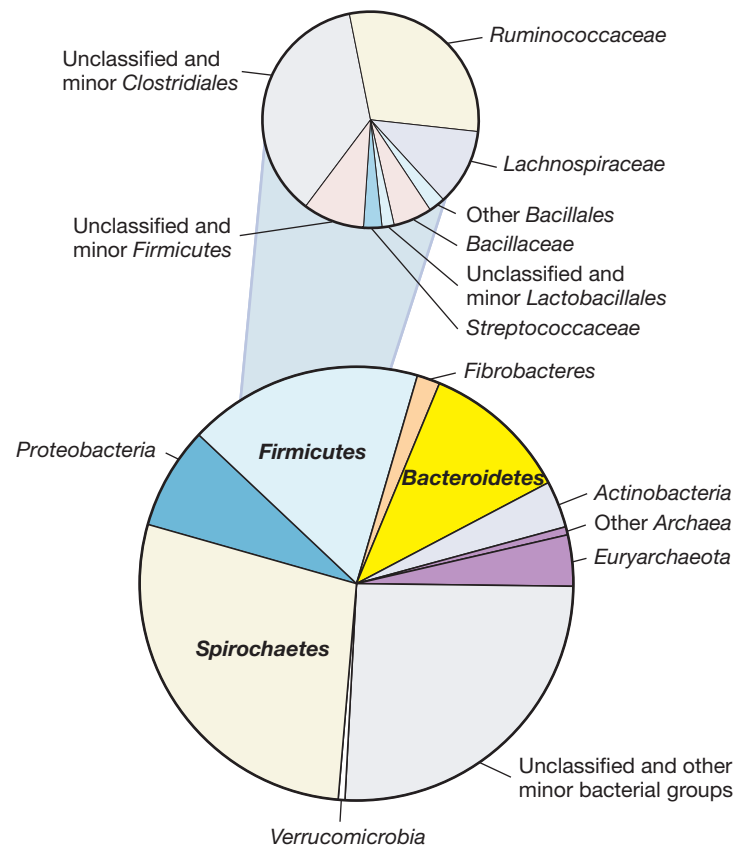 Ruminococcaceae
Unclassified and
minor Clostridiales
Lachnospiraceae
Other Bacillales
Unclassified and
minor Firmicutes
Bacillaceae
Unclassified and
minor Lactobacillales
Streptococcaceae
Fibrobacteres
Proteobacteria
Firmicutes
Bacteroidetes
Actinobacteria
Other Archaea
Euryarchaeota
Spirochaetes
Unclassified and other
minor bacterial groups
Verrucomicrobia